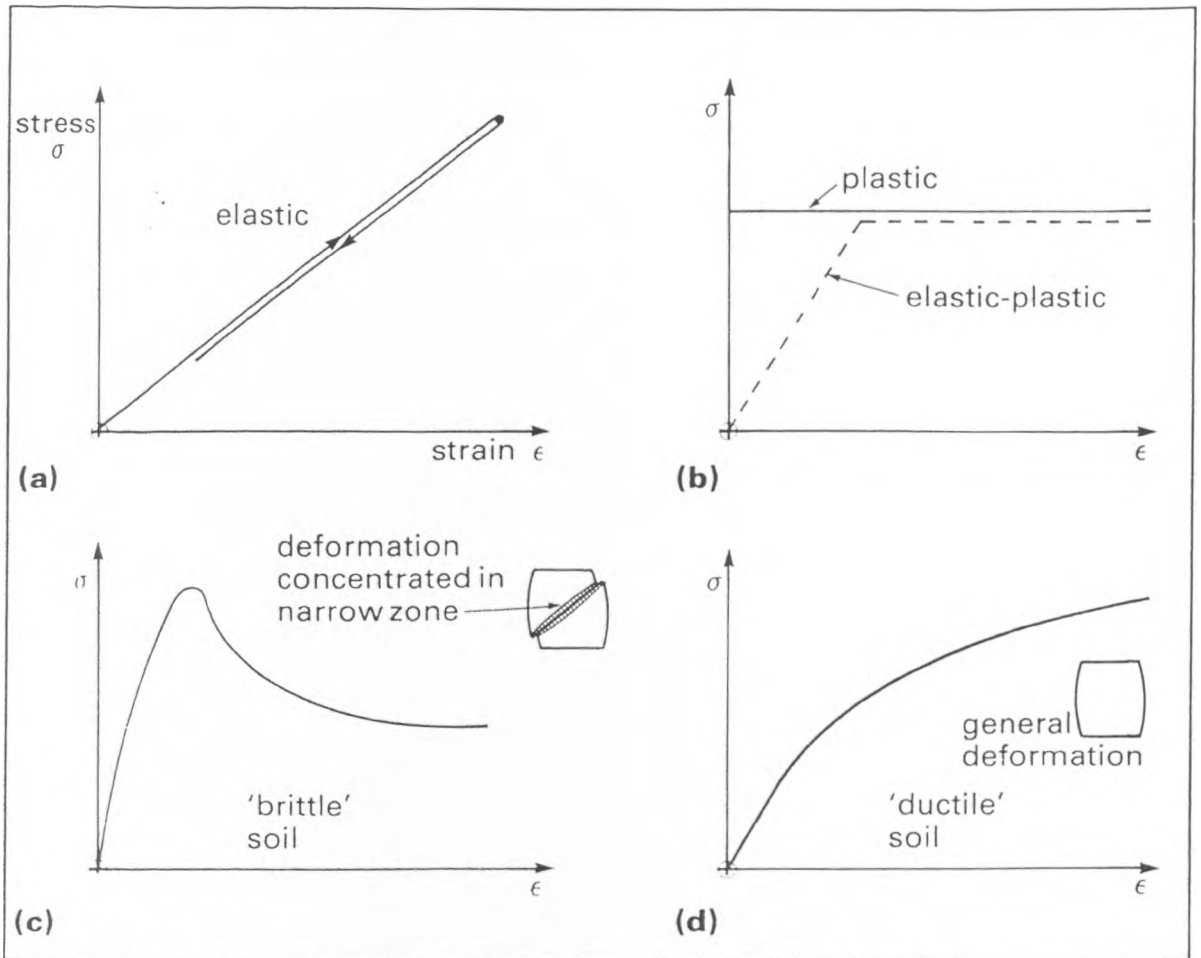 stress
σ
elastic
strain ϵ
(a)
σ
plastic
elastic-plastic
ϵ
(b)
deformation
concentrated in
narrow zone
σ
'brittle'
soil
ϵ
(c)
σ
general
deformation
'ductile'
soil
ϵ
(d)